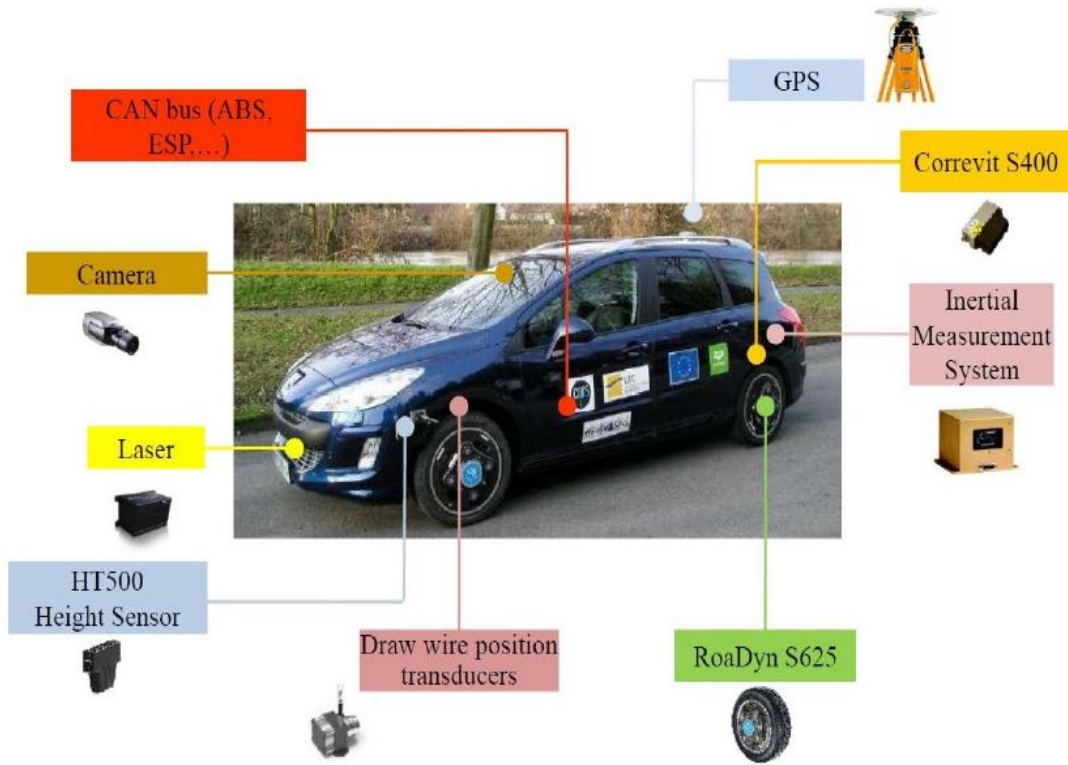 GPS
CAN bus (ABS,
ESP,…)
Correvit S400
Camera
Inertial
Measurement
System
Laser
HT500
Height Sensor
Draw wire position
transducers
RoaDyn S625